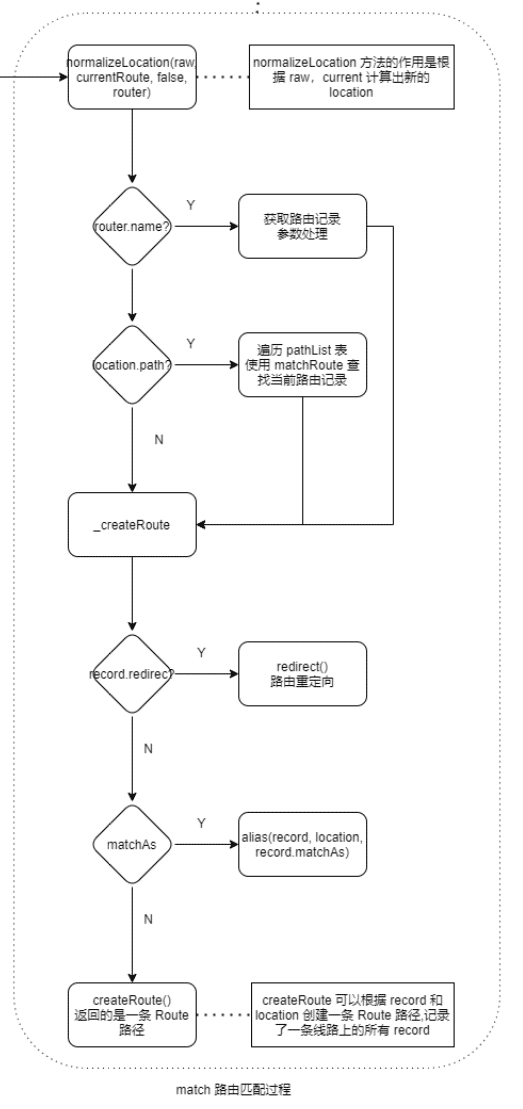 normalizeLocation(raw,
currentRoute, false,
router)
normalizeLocation 方法的作用是根
据 raw，current 计算出新的
location
router.name?
Y
获取路由记录
参数处理
ocation.path?
Y
遍历 pathList 表
使用 matchRoute 查
找当前路由记录
N
_createRoute
record.redirec?
Y
redirect()
路由重定向
N
matchAs
Y
alias(record, location,
record.matchAs)
N
createRoute()
返回的是一条 Route
路径
createRoute 可以根据 record 和
location 创建一条 Route 路径,记录
了一条线路上的所有 record
match 路由匹配过程